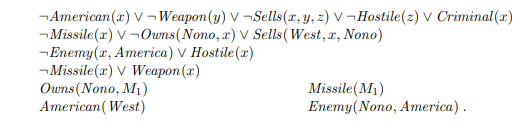 ¬American(x) ∨ ¬Weapon(y) ∨ ¬Sells(x, y, z) ∨ ¬Hostile(z) ∨ Criminal(x)
¬Missile(x) ∨ ¬Owns(Nono, x) ∨ Sells(West, x, Nono)
¬Enemy(x, America) ∨ Hostile(x)
¬Missile(x) ∨ Weapon(x)
Owns(Nono, M₁) Missile(M₁)
American(West) Enemy(Nono, America) .